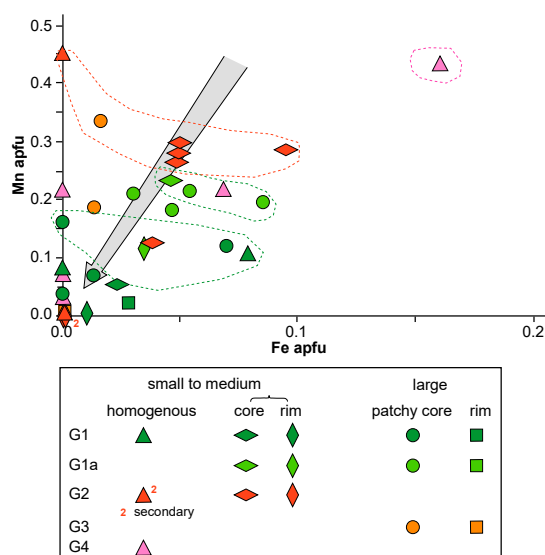 0.5
0.4
0.3
0.2
0.1
0.0
Mn apfu
2
0.0
0.1
0.2
Fe apfu
small to medium
large
homogenous
core
rim
patchy core
rim
G1
G1a
G2
2
2 secondary
G3
G4